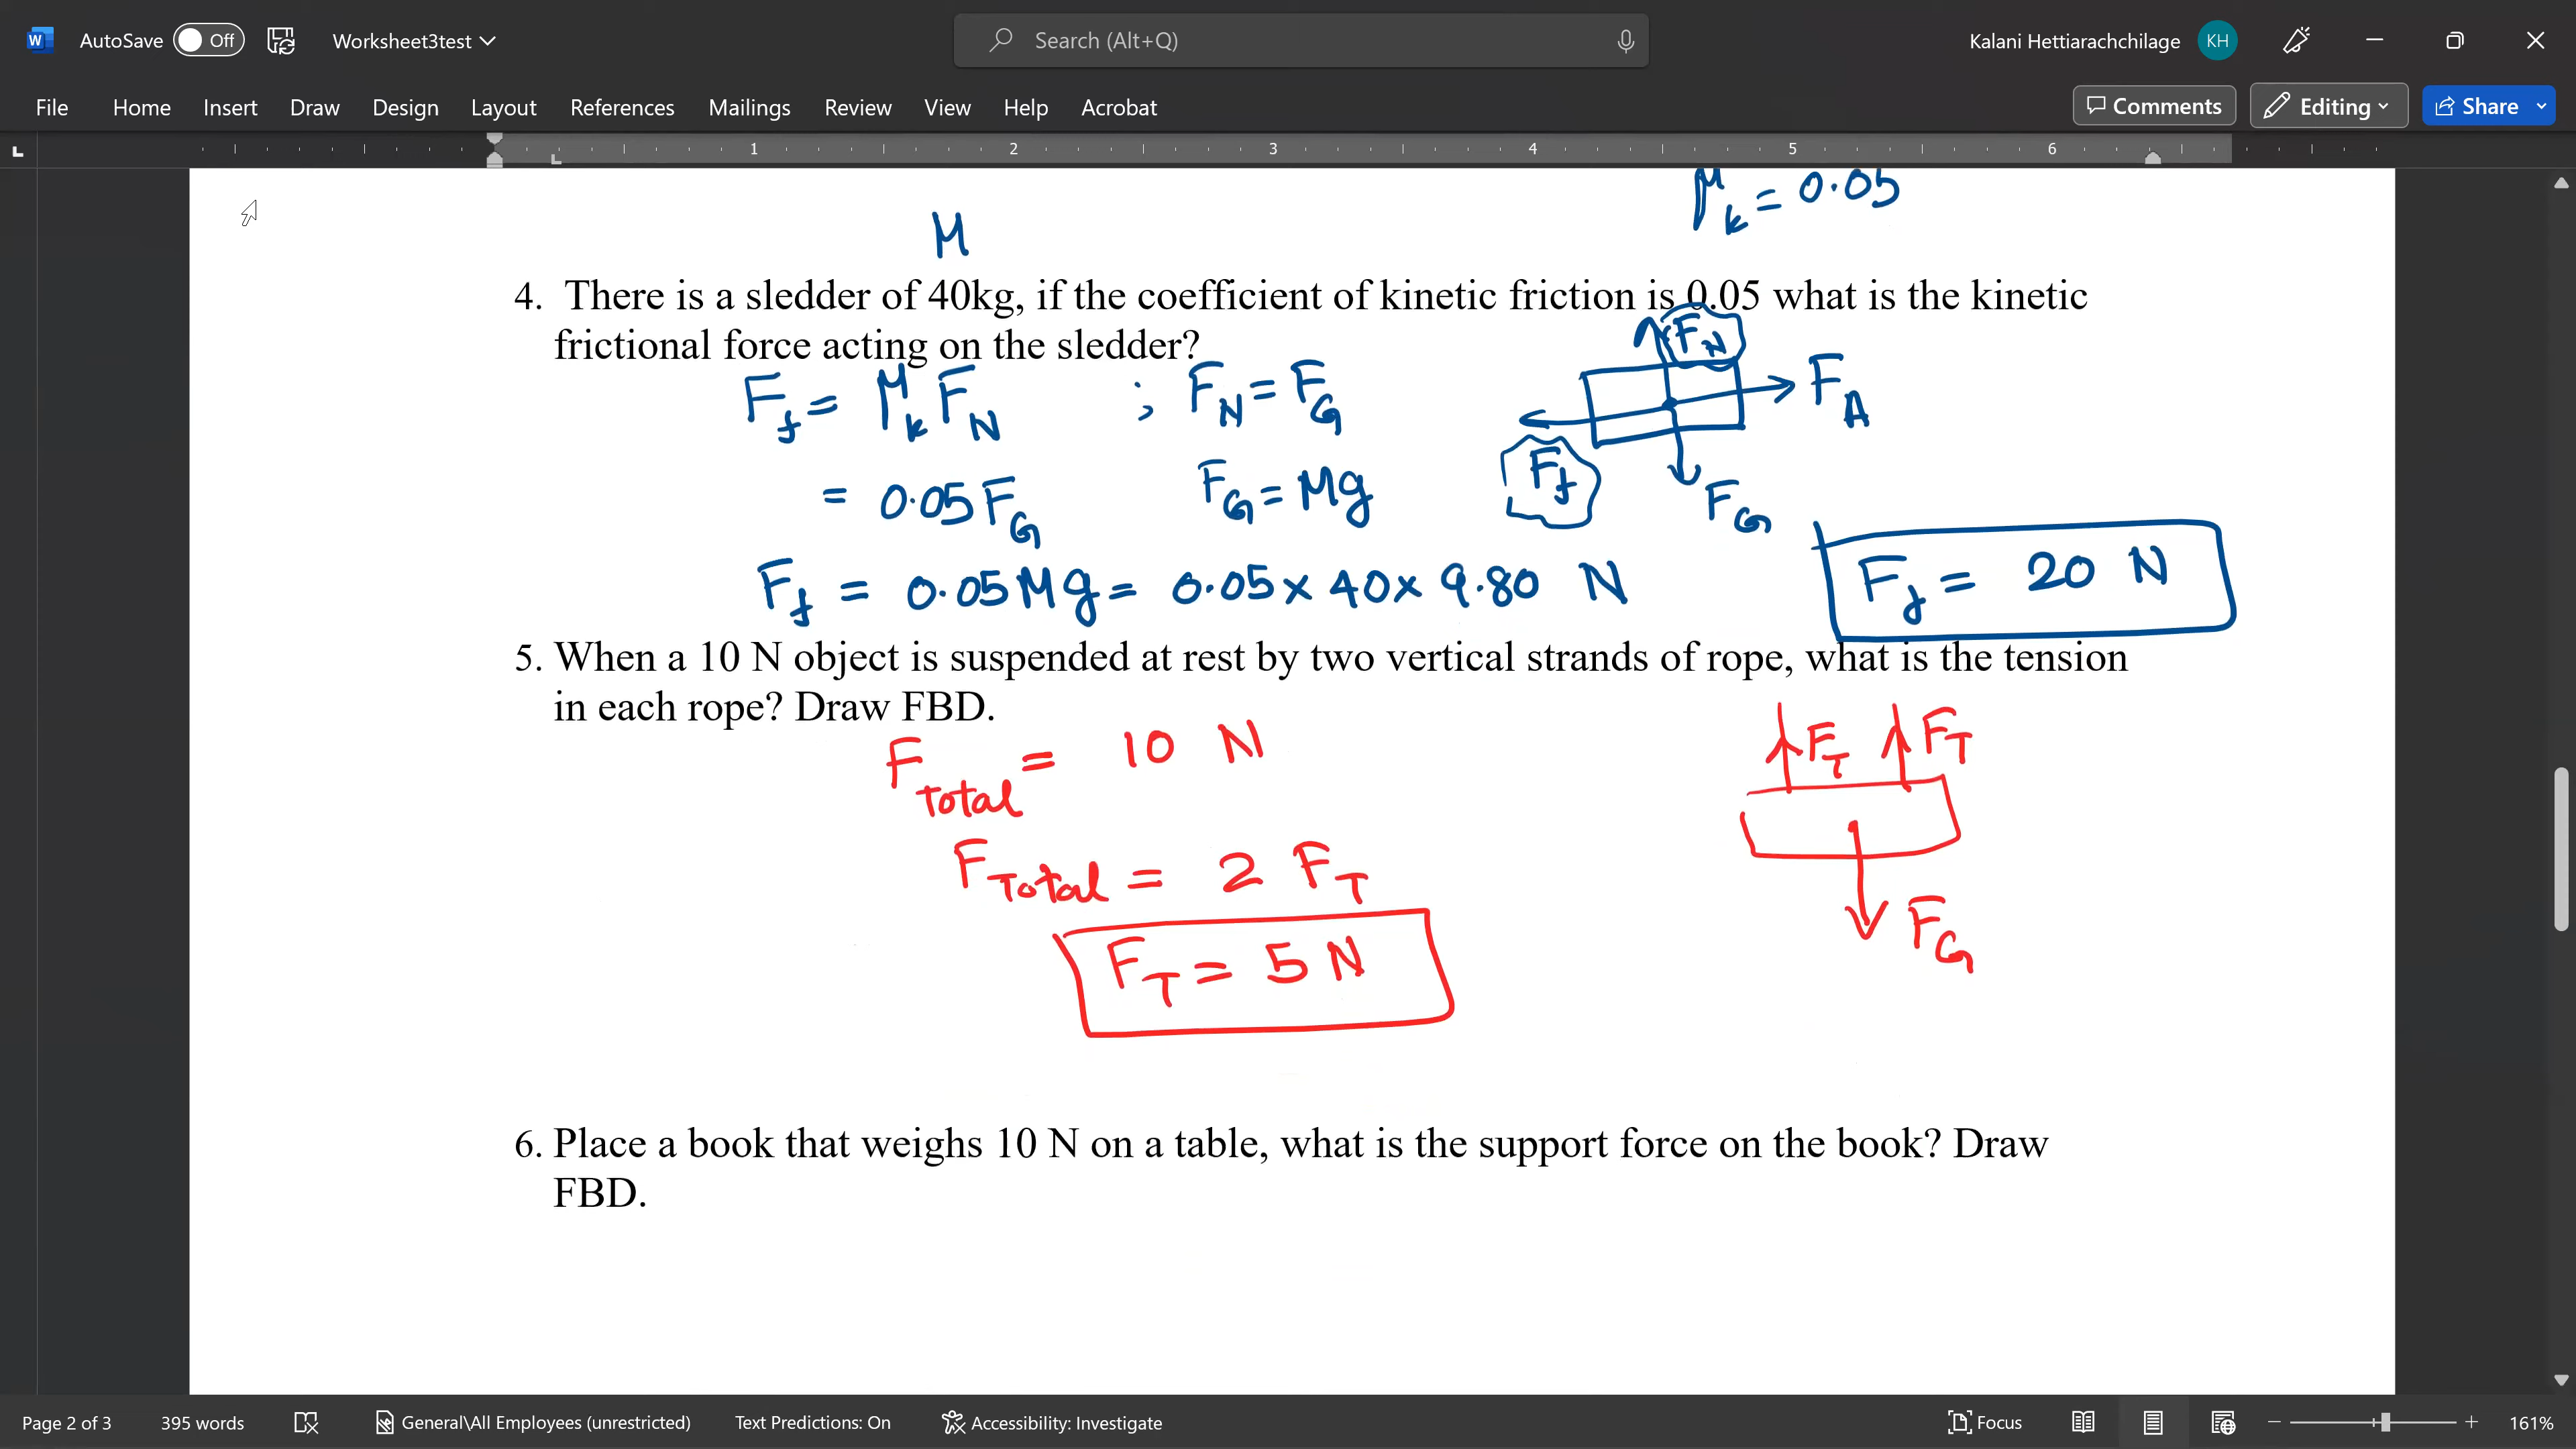 AutoSave Off Worksheet3test Search (Alt+Q) Kalani Hettiarachchilage KH
File Home Insert Draw Design Layout References Mailings Review View Help Acrobat Comments Editing Share
1 2 3 4 5 6
μk = 0.05
M
4. There is a sledder of 40kg, if the coefficient of kinetic friction is 0.05 what is the kinetic
frictional force acting on the sledder?
FN
Ff = μk FN ; FN = FG FA
= 0.05 FG FG = Mg Ff FG
Ff = 0.05 Mg = 0.05 × 40 × 9.80 N Ff = 20 N
5. When a 10 N object is suspended at rest by two vertical strands of rope, what is the tension
in each rope? Draw FBD.
FTotal = 10 N FT FT
FTotal = 2 FT
FG
FT = 5 N
6. Place a book that weighs 10 N on a table, what is the support force on the book? Draw
FBD.
Page 2 of 3 395 words General\All Employees (unrestricted) Text Predictions: On Accessibility: Investigate Focus 161%